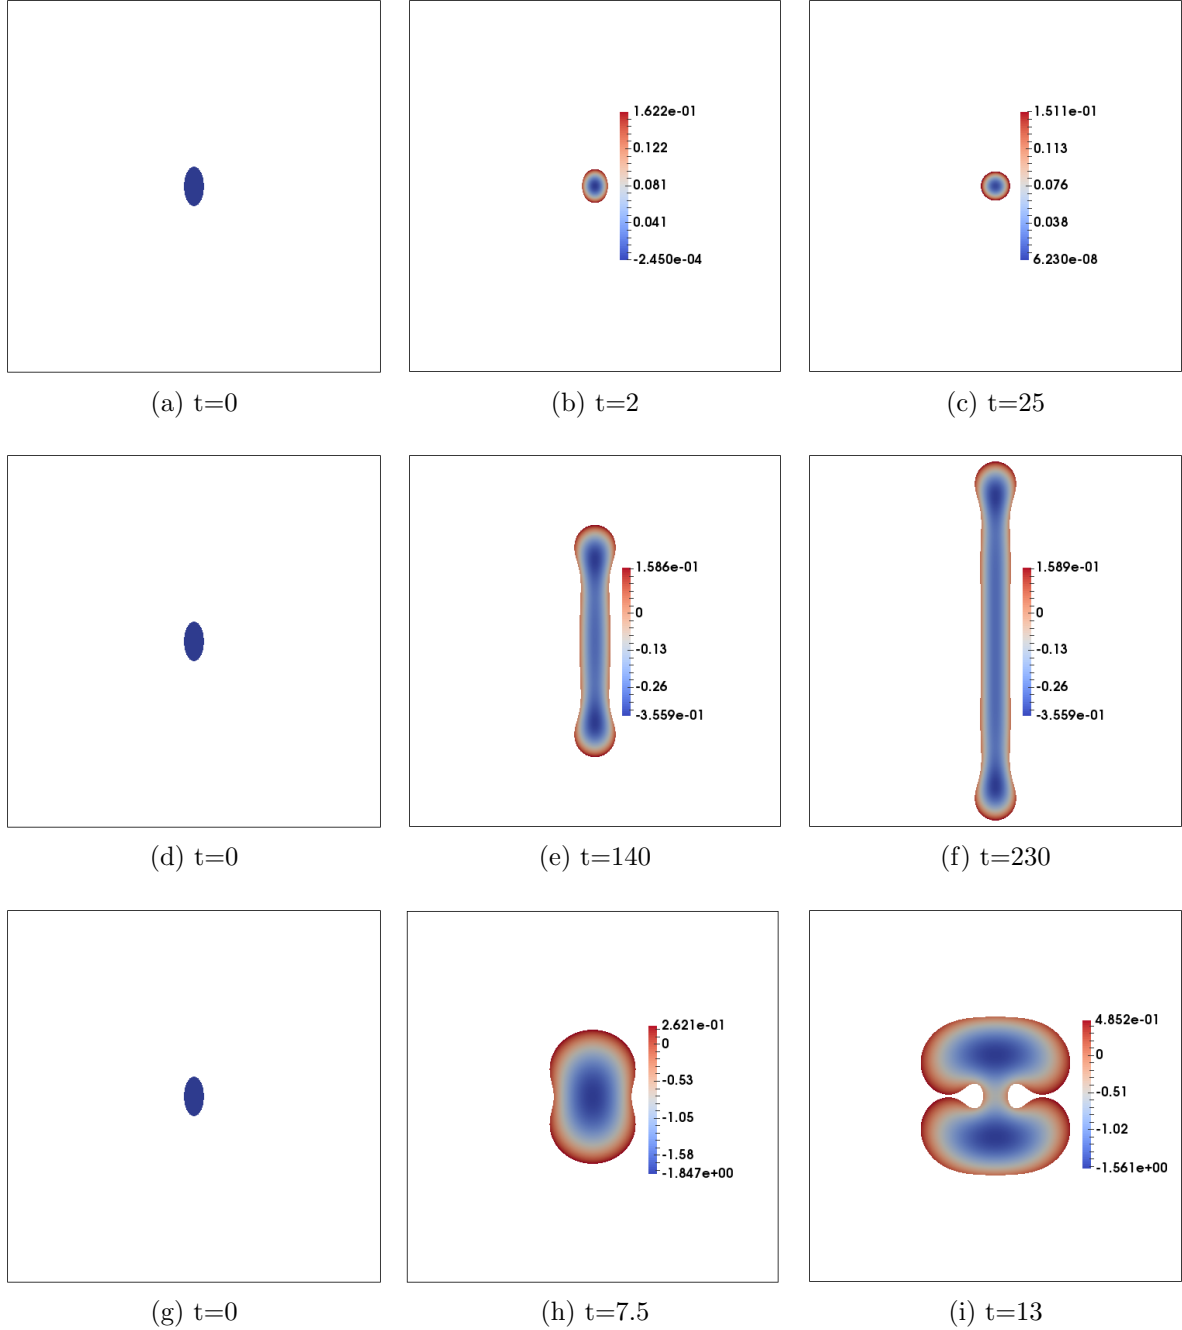 1.622e-01
0.122
0.081
0.041
-2.450e-04
1.511e-01
0.113
0.076
0.038
6.230e-08
(a) t=0
(b) t=2
(c) t=25
1.586e-01
0
-0.13
-0.26
-3.559e-01
1.589e-01
0
-0.13
-0.26
-3.559e-01
(d) t=0
(e) t=140
(f) t=230
2.621e-01
0
-0.53
-1.05
-1.58
-1.847e+00
4.852e-01
0
-0.51
-1.02
-1.561e+00
(g) t=0
(h) t=7.5
(i) t=13